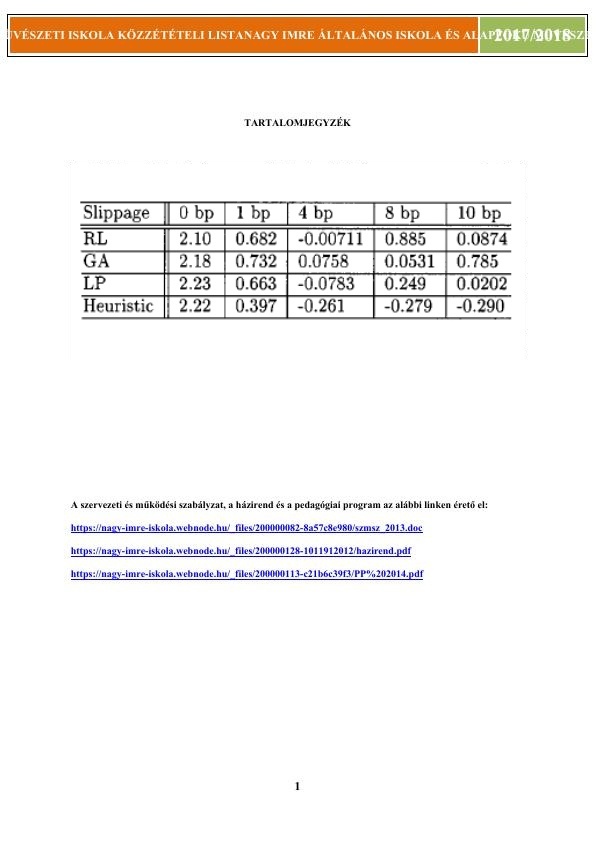 ŰVÉSZETI ISKOLA KÖZZÉTÉTELI LISTANAGY IMRE ÁLTALÁNOS ISKOLA ÉS 2017/2018
TARTALOMJEGYZÉK
Slippage 0 bp 1 bp 4 bp 8 bp 10 bp
RL 2.10 0.682 -0.00711 0.885 0.0874
GA 2.18 0.732 0.0758 0.0531 0.785
LP 2.23 0.663 -0.0783 0.249 0.0202
Heuristic 2.22 0.397 -0.261 -0.279 -0.290
A szervezeti és működési szabályzat, a házirend és a pedagógiai program az alábbi linken érető el:
https://nagy-imre-iskola.webnode.hu/_files/200000082-8a57c8e980/szmsz_2013.doc
https://nagy-imre-iskola.webnode.hu/_files/200000128-1011912012/hazirend.pdf
https://nagy-imre-iskola.webnode.hu/_files/200000113-c21b6c39f3/PP%202014.pdf
1